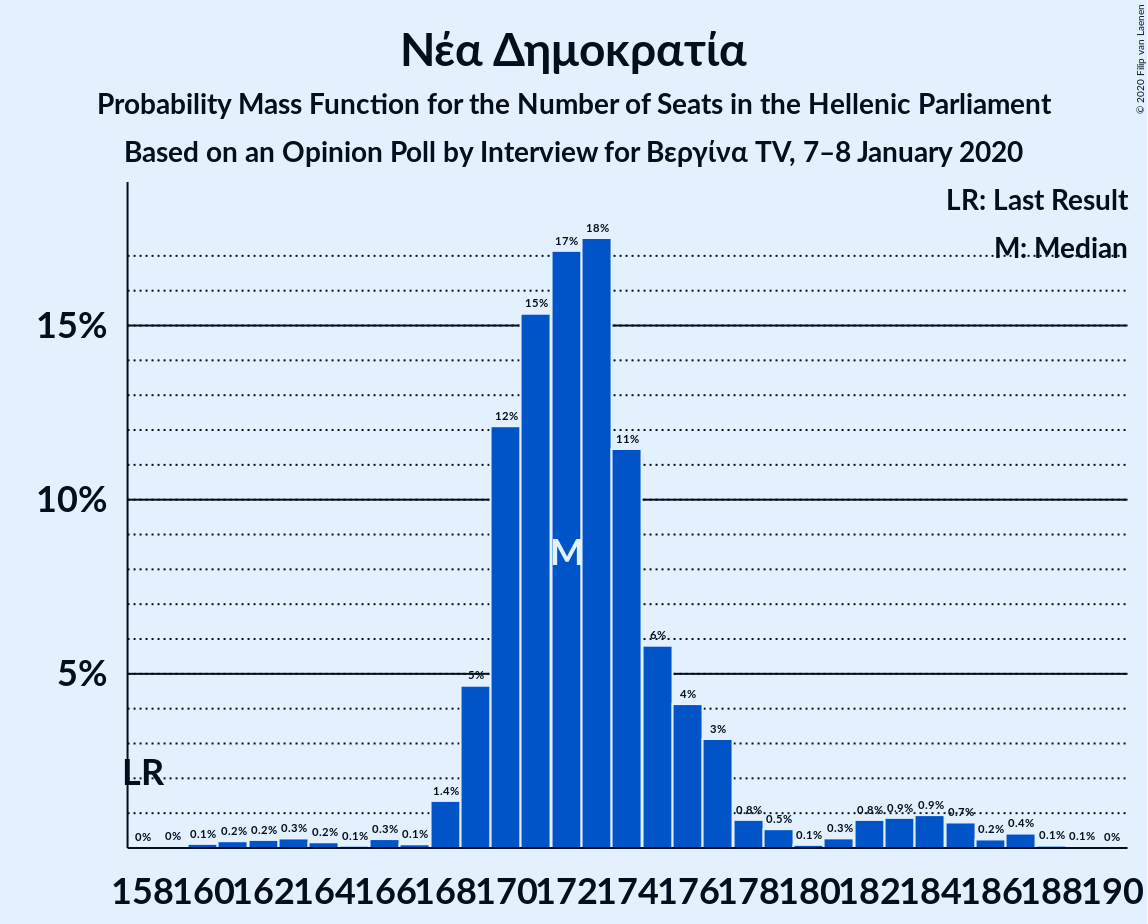 Νέα Δημοκρατία
Probability Mass Function for the Number of Seats in the Hellenic Parliament
Based on an Opinion Poll by Interview for Βεργίνα TV, 7–8 January 2020
© 2020 Filip van Laenen
LR: Last Result
M: Median
18%
17%
15%
15%
12%
11%
10%
M
6%
5%
5%
4%
3%
LR
0% 0% 0.1% 0.2% 0.2% 0.3% 0.2% 0.1% 0.3% 0.1% 1.4% 0.8% 0.5% 0.1% 0.3% 0.8% 0.9% 0.9% 0.7% 0.2% 0.4% 0.1% 0.1% 0%
158 160 162 164 166 168 170 172 174 176 178 180 182 184 186 188 190